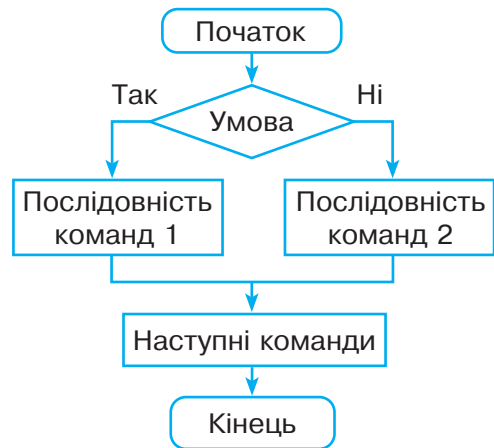 Початок
Так
Ні
Умова
Послідовність
команд 1
Послідовність
команд 2
Наступні команди
Кінець